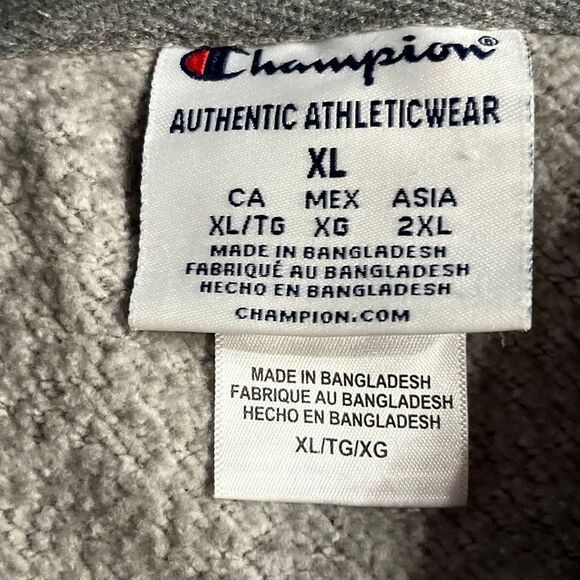 Champion®
AUTHENTIC ATHLETICWEAR
XL
CA MEX ASIA
XL/TG XG 2XL
MADE IN BANGLADESH
FABRIQUÉ AU BANGLADESH
HECHO EN BANGLADESH
CHAMPION.COM
MADE IN BANGLADESH
FABRIQUE AU BANGLADESH
HECHO EN BANGLADESH
XL/TG/XG